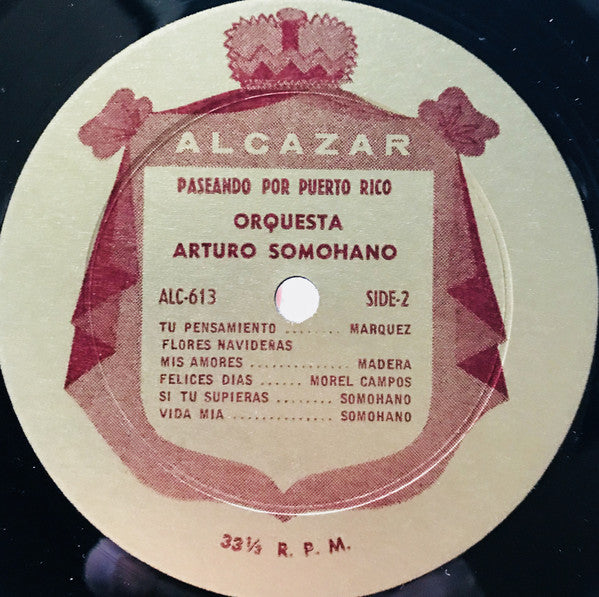 ALCAZAR
PASEANDO POR PUERTO RICO
ORQUESTA
ARTURO SOMOHANO
ALC-613 SIDE-2
TU PENSAMIENTO ........ MARQUEZ
FLORES NAVIDEÑAS
MIS AMORES ............. MADERA
FELICES DIAS ...... MOREL CAMPOS
SI TU SUPIERAS ........ SOMOHANO
VIDA MIA ............. SOMOHANO
33⅓ R. P. M.